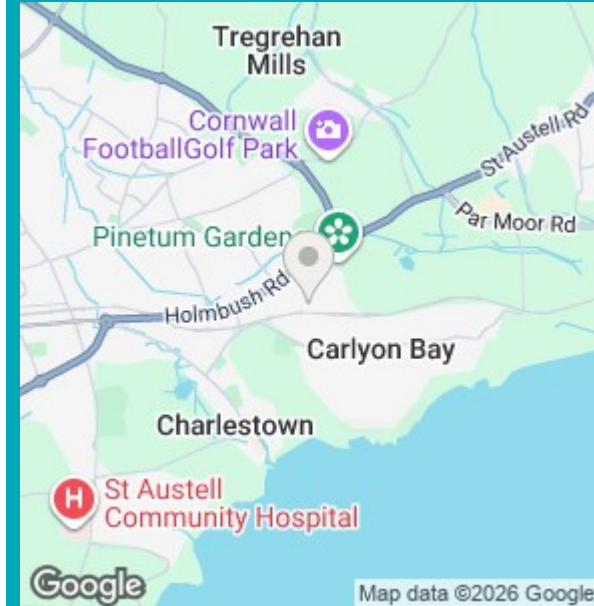 Tregrehan
Mills
Cornwall
FootballGolf Park
St Austell Rd
Par Moor Rd
Pinetum Garden
Holmbush Rd
Carlyon Bay
Charlestown
H St Austell
Community Hospital
Google
Map data ©2026 Google